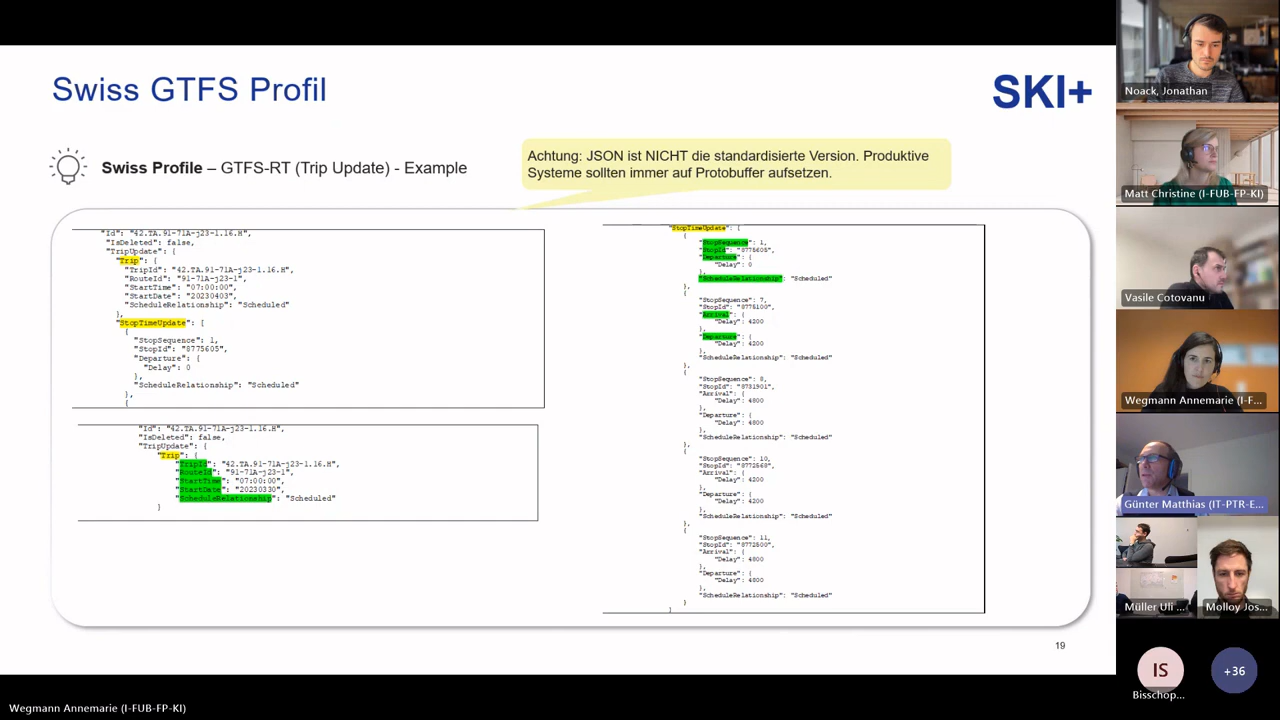 Swiss GTFS Profil
SKI+
Swiss Profile – GTFS-RT (Trip Update) - Example
Achtung: JSON ist NICHT die standardisierte Version. Produktive
Systeme sollten immer auf Protobuffer aufsetzen.
"Id": "42.TA.91-71A-j23-1.16.H",
"IsDeleted": false,
"TripUpdate": {
"Trip": {
"TripId": "42.TA.91-71A-j23-1.16.H",
"RouteId": "91-71A-j23-1",
"StartTime": "07:00:00",
"StartDate": "20230403",
"ScheduleRelationship": "Scheduled"
},
"StopTimeUpdate": [
{
"StopSequence": 1,
"StopId": "8775605",
"Departure": {
"Delay": 0
},
"ScheduleRelationship": "Scheduled"
},
{
"Id": "42.TA.91-71A-j23-1.16.H",
"IsDeleted": false,
"TripUpdate": {
"Trip": {
"TripId": "42.TA.91-71A-j23-1.16.H",
"RouteId": "91-71A-j23-1",
"StartTime": "07:00:00",
"StartDate": "20230330",
"ScheduleRelationship": "Scheduled"
}
"StopTimeUpdate": [
{
"StopSequence": 1,
"StopId": "8775605",
"Departure": {
"Delay": 0
},
"ScheduleRelationship": "Scheduled"
},
{
"StopSequence": 7,
"StopId": "8775100",
"Arrival": {
"Delay": 4200
},
"Departure": {
"Delay": 4200
},
"ScheduleRelationship": "Scheduled"
},
{
"StopSequence": 8,
"StopId": "8731901",
"Arrival": {
"Delay": 4800
},
"Departure": {
"Delay": 4800
},
"ScheduleRelationship": "Scheduled"
},
{
"StopSequence": 10,
"StopId": "8772568",
"Arrival": {
"Delay": 4200
},
"Departure": {
"Delay": 4200
},
"ScheduleRelationship": "Scheduled"
},
{
"StopSequence": 11,
"StopId": "8772500",
"Arrival": {
"Delay": 4800
},
"Departure": {
"Delay": 4800
},
"ScheduleRelationship": "Scheduled"
}
]
19
Noack, Jonathan
Matt Christine (I-FUB-FP-KI)
Vasile Cotovanu
Wegmann Annemarie (I-F...
Günter Matthias (IT-PTR-E...
Müller Uli ...
Molloy Jos...
IS
Bisschop...
+36
Wegmann Annemarie (I-FUB-FP-KI)